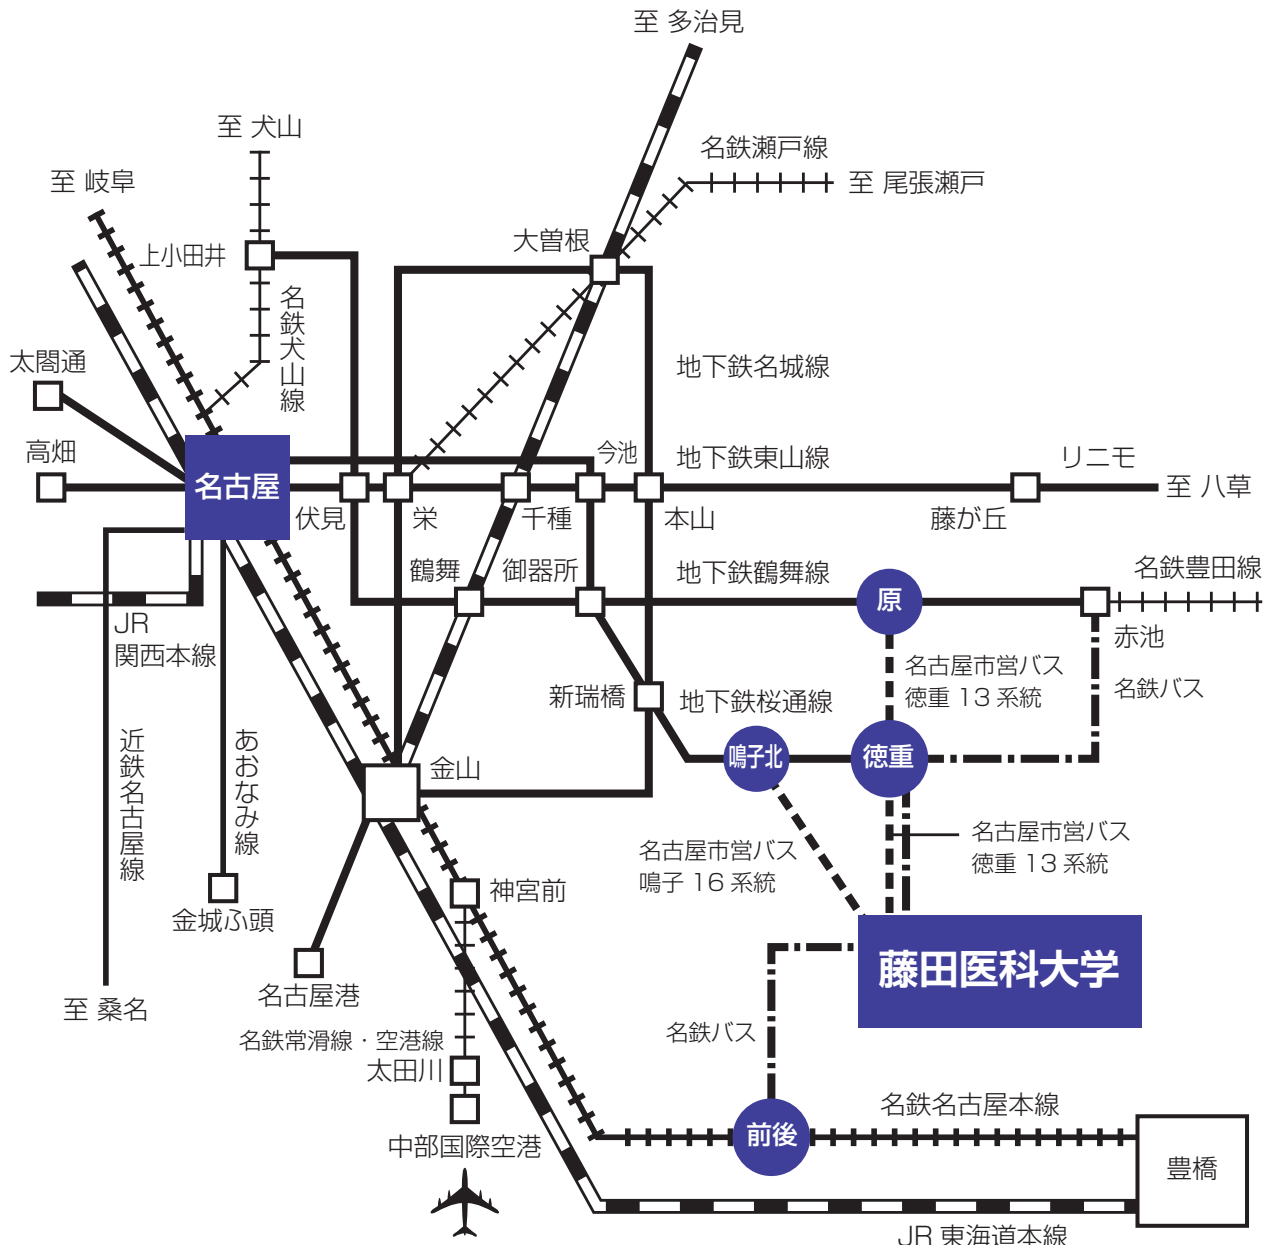 至 多治見
至 犬山
名鉄瀬戸線
至 岐阜
至 尾張瀬戸
上小田井
大曽根
名鉄犬山線
太閤通
地下鉄名城線
高畑
名古屋
今池
地下鉄東山線
リニモ
至 八草
伏見
栄
千種
本山
藤が丘
鶴舞
御器所
地下鉄鶴舞線
原
名鉄豊田線
JR
関西本線
赤池
名古屋市営バス
徳重 13 系統
名鉄バス
新瑞橋
地下鉄桜通線
鳴子北
徳重
近鉄名古屋線
あおなみ線
金山
名古屋市営バス
鳴子 16 系統
名古屋市営バス
徳重 13 系統
金城ふ頭
神宮前
藤田医科大学
名古屋港
至 桑名
名鉄常滑線・空港線
太田川
名鉄バス
中部国際空港
前後
名鉄名古屋本線
豊橋
JR 東海道本線